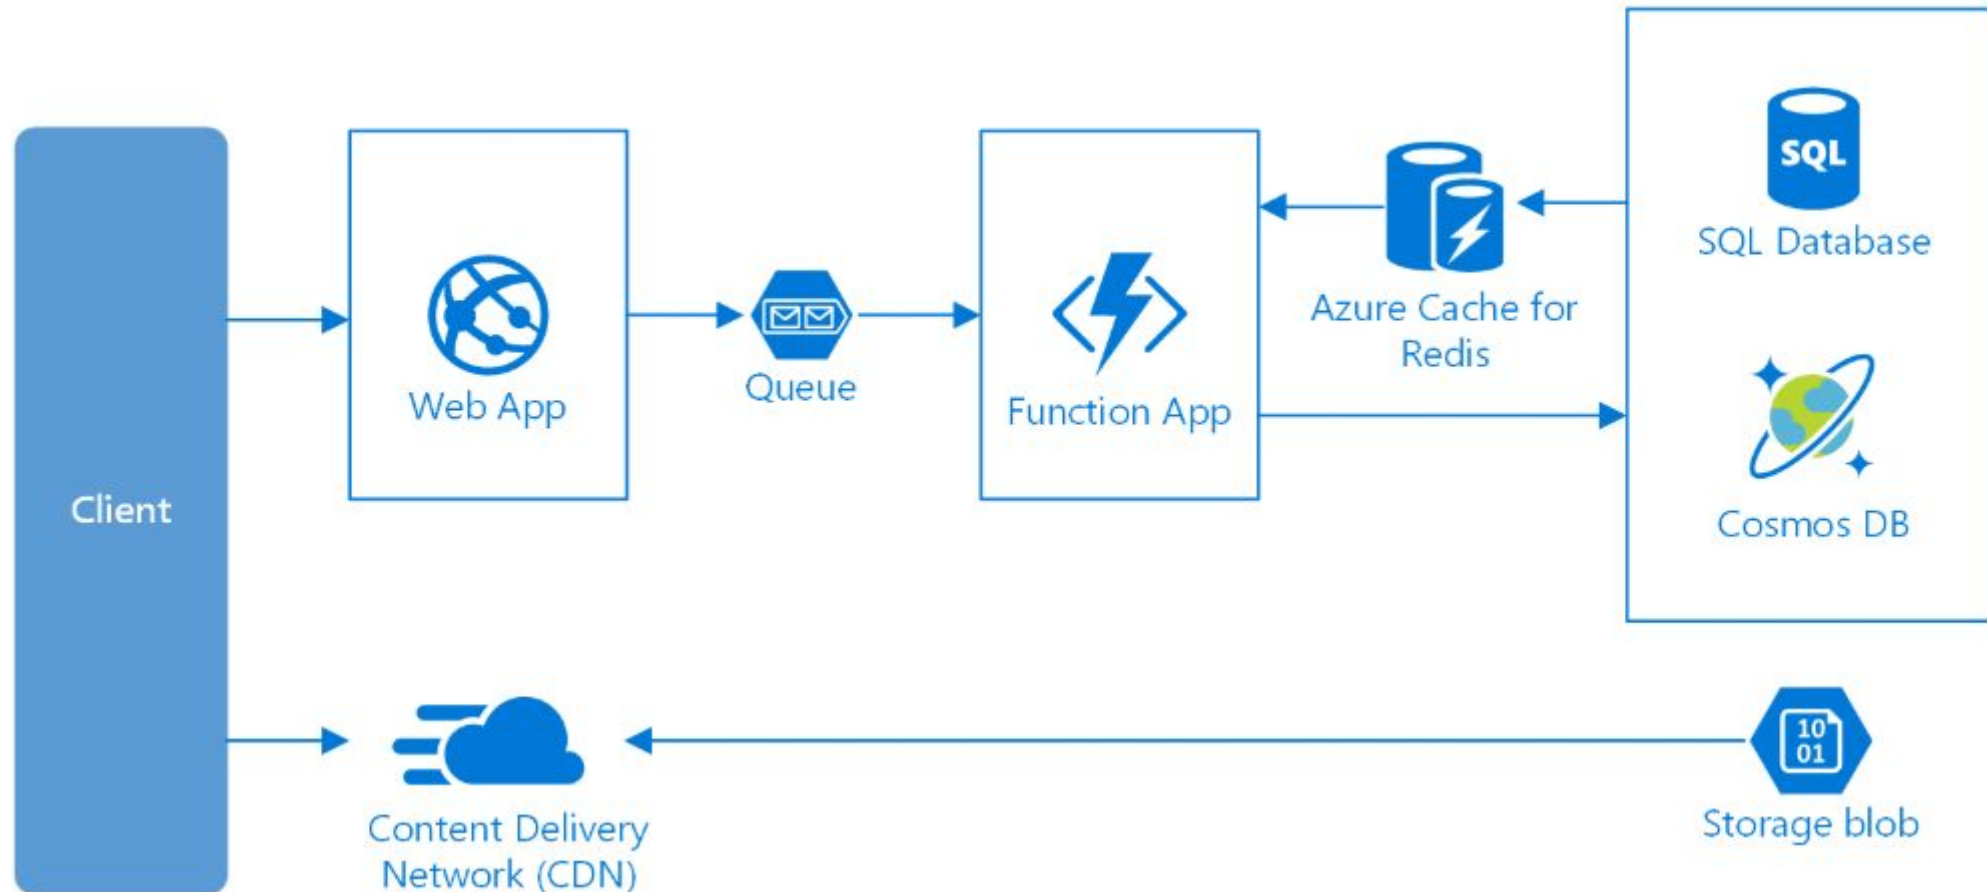 Client
Web App
Queue
Function App
Azure Cache for
Redis
SQL
SQL Database
Cosmos DB
Content Delivery
Network (CDN)
10
01
Storage blob